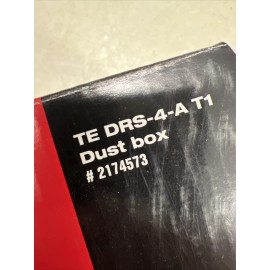 TE DRS-4-A T1
Dust box
# 2174573